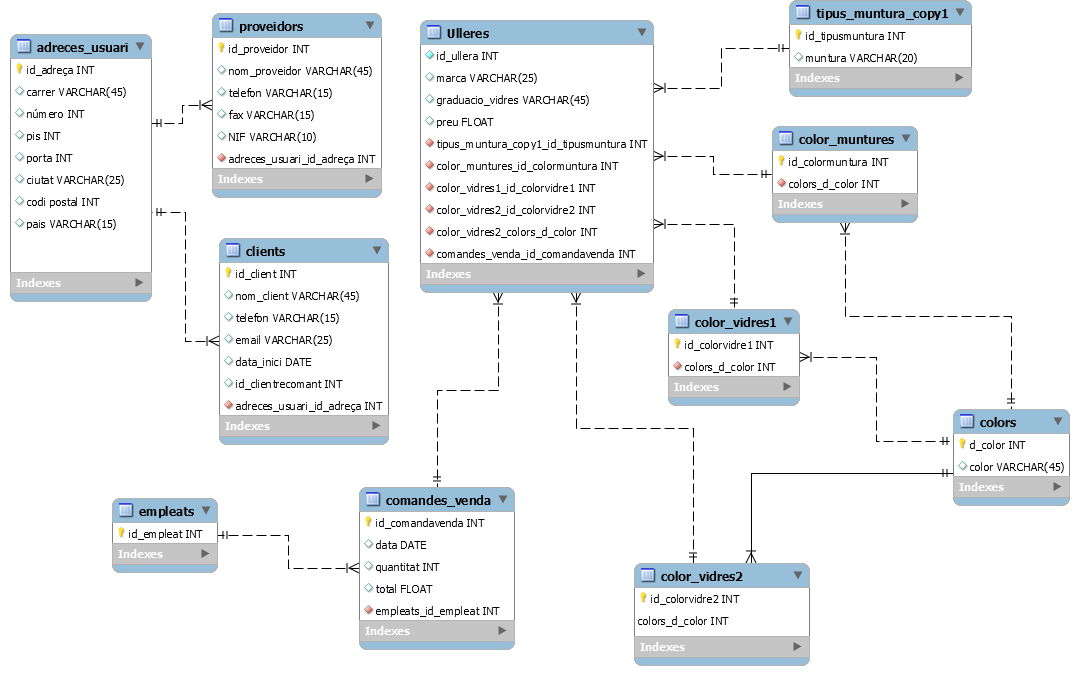 adreces_usuari
id_adreça INT
carrer VARCHAR(45)
número INT
pis INT
porta INT
ciutat VARCHAR(25)
codi postal INT
pais VARCHAR(15)
Indexes
proveidors
id_proveidor INT
nom_proveidor VARCHAR(45)
telefon VARCHAR(15)
fax VARCHAR(15)
NIF VARCHAR(10)
adreces_usuari_id_adreça INT
Indexes
clients
id_client INT
nom_client VARCHAR(45)
telefon VARCHAR(15)
email VARCHAR(25)
data_inici DATE
id_clientrecomant INT
adreces_usuari_id_adreça INT
Indexes
Ulleres
id_ullera INT
marca VARCHAR(25)
graduacio_vidres VARCHAR(45)
preu FLOAT
tipus_muntura_copy1_id_tipusmuntura INT
color_muntures_id_colormuntura INT
color_vidres1_id_colorvidre1 INT
color_vidres2_id_colorvidre2 INT
color_vidres2_colors_d_color INT
comandes_venda_id_comandavenda INT
Indexes
tipus_muntura_copy1
id_tipusmuntura INT
muntura VARCHAR(20)
Indexes
color_muntures
id_colormuntura INT
colors_d_color INT
Indexes
color_vidres1
id_colorvidre1 INT
colors_d_color INT
Indexes
colors
d_color INT
color VARCHAR(45)
Indexes
empleats
id_empleat INT
Indexes
comandes_venda
id_comandavenda INT
data DATE
quantitat INT
total FLOAT
empleats_id_empleat INT
Indexes
color_vidres2
id_colorvidre2 INT
colors_d_color INT
Indexes